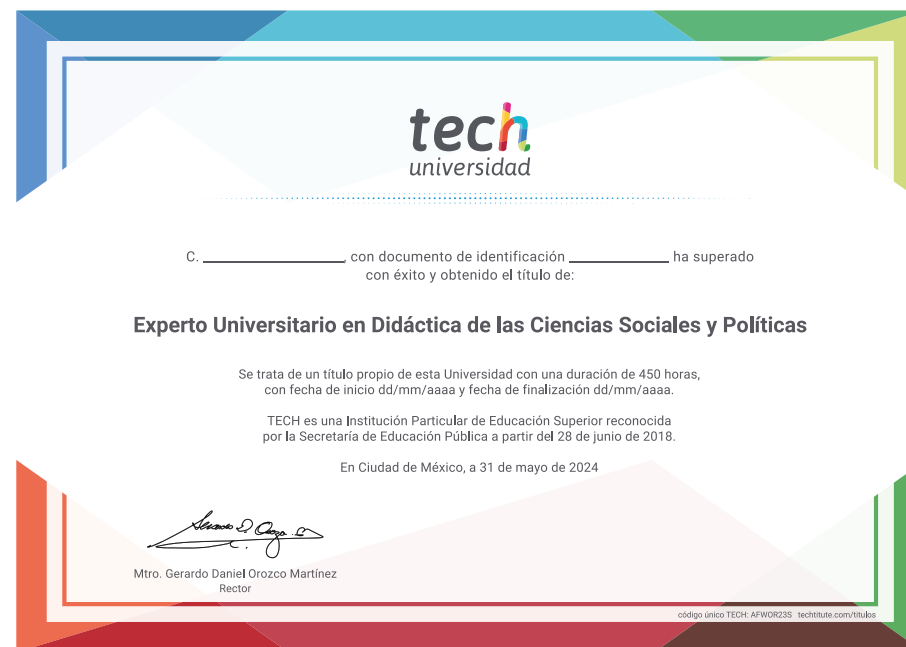 tech
universidad
C. ____________, con documento de identificación ____________ ha superado
con éxito y obtenido el título de:
Experto Universitario en Didáctica de las Ciencias Sociales y Políticas
Se trata de un título propio de esta Universidad con una duración de 450 horas,
con fecha de inicio dd/mm/aaaa y fecha de finalización dd/mm/aaaa.
TECH es una Institución Particular de Educación Superior reconocida
por la Secretaría de Educación Pública a partir del 28 de junio de 2018.
En Ciudad de México, a 31 de mayo de 2024
Mtro. Gerardo Daniel Orozco Martínez
Rector
código único TECH: AFWOR23S techtitute.com/titulos